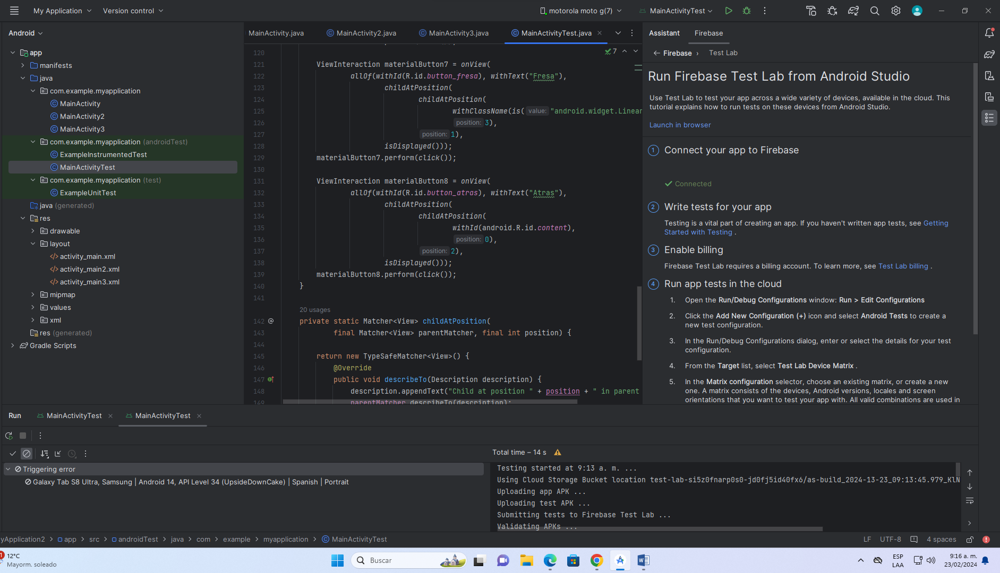 My Application
Version control
motorola moto g(7)
MainActivityTest
Android
app
manifests
java
com.example.myapplication
MainActivity
MainActivity2
MainActivity3
com.example.myapplication (androidTest)
ExampleInstrumentedTest
MainActivityTest
com.example.myapplication (test)
ExampleUnitTest
java (generated)
res
drawable
layout
activity_main.xml
activity_main2.xml
activity_main3.xml
mipmap
values
xml
res (generated)
Gradle Scripts
MainActivity.java
MainActivity2.java
MainActivity3.java
MainActivityTest.java
7
120
121 ViewInteraction materialButton7 = onView(
122 allOf(withId(R.id.button_fresa), withText("Fresa"),
123 childAtPosition(
124 childAtPosition(
125 withClassName(is( value: "android.widget.Linear
126 position: 3),
127 position: 1),
128 isDisplayed()));
129 materialButton7.perform(click());
130
131 ViewInteraction materialButton8 = onView(
132 allOf(withId(R.id.button_atras), withText("Atras"),
133 childAtPosition(
134 childAtPosition(
135 withId(android.R.id.content),
136 position: 0),
137 position: 2),
138 isDisplayed()));
139 materialButton8.perform(click());
140 }
141
20 usages
142 @ private static Matcher<View> childAtPosition(
143 final Matcher<View> parentMatcher, final int position) {
144
145 return new TypeSafeMatcher<View>() {
146 @Override
147 public void describeTo(Description description) {
148 description.appendText("Child at position " + position + " in parent
149 parentMatcher.describeTo(description);
Assistant
Firebase
Firebase › Test Lab
Run Firebase Test Lab from Android Studio
Use Test Lab to test your app across a wide variety of devices, available in the cloud. This
tutorial explains how to run tests on these devices from Android Studio.
Launch in browser
1 Connect your app to Firebase
Connected
2 Write tests for your app
Testing is a vital part of creating an app. If you haven't written app tests, see Getting
Started with Testing .
3 Enable billing
Firebase Test Lab requires a billing account. To learn more, see Test Lab billing .
4 Run app tests in the cloud
1. Open the Run/Debug Configurations window: Run > Edit Configurations
2. Click the Add New Configuration (+) icon and select Android Tests to create a
new test configuration.
3. In the Run/Debug Configurations dialog, enter or select the details for your test
configuration.
4. From the Target list, select Test Lab Device Matrix .
5. In the Matrix configuration selector, choose an existing matrix, or create a new
one. A matrix consists of the devices, Android versions, locales and screen
orientations that you want to test your app with. All valid combinations are used in
Run
MainActivityTest
MainActivityTest
Triggering error
Galaxy Tab S8 Ultra, Samsung | Android 14, API Level 34 (UpsideDownCake) | Spanish | Portrait
Total time – 14 s
Testing started at 9:13 a. m. ...
Using Cloud Storage Bucket location test-lab-si5z0fnarp0s0-jd0fj5id40fx6/as-build_2024-13-23_09:13:45.979_KlN
Uploading app APK ...
Uploading test APK ...
Submitting tests to Firebase Test Lab ...
Validating APKs ...
yApplication2 > app > src > androidTest > java > com > example > myapplication > MainActivityTest
LF UTF-8 4 spaces
1
12°C
Mayorm. soleado
Buscar
ESP
LAA
9:16 a. m.
23/02/2024